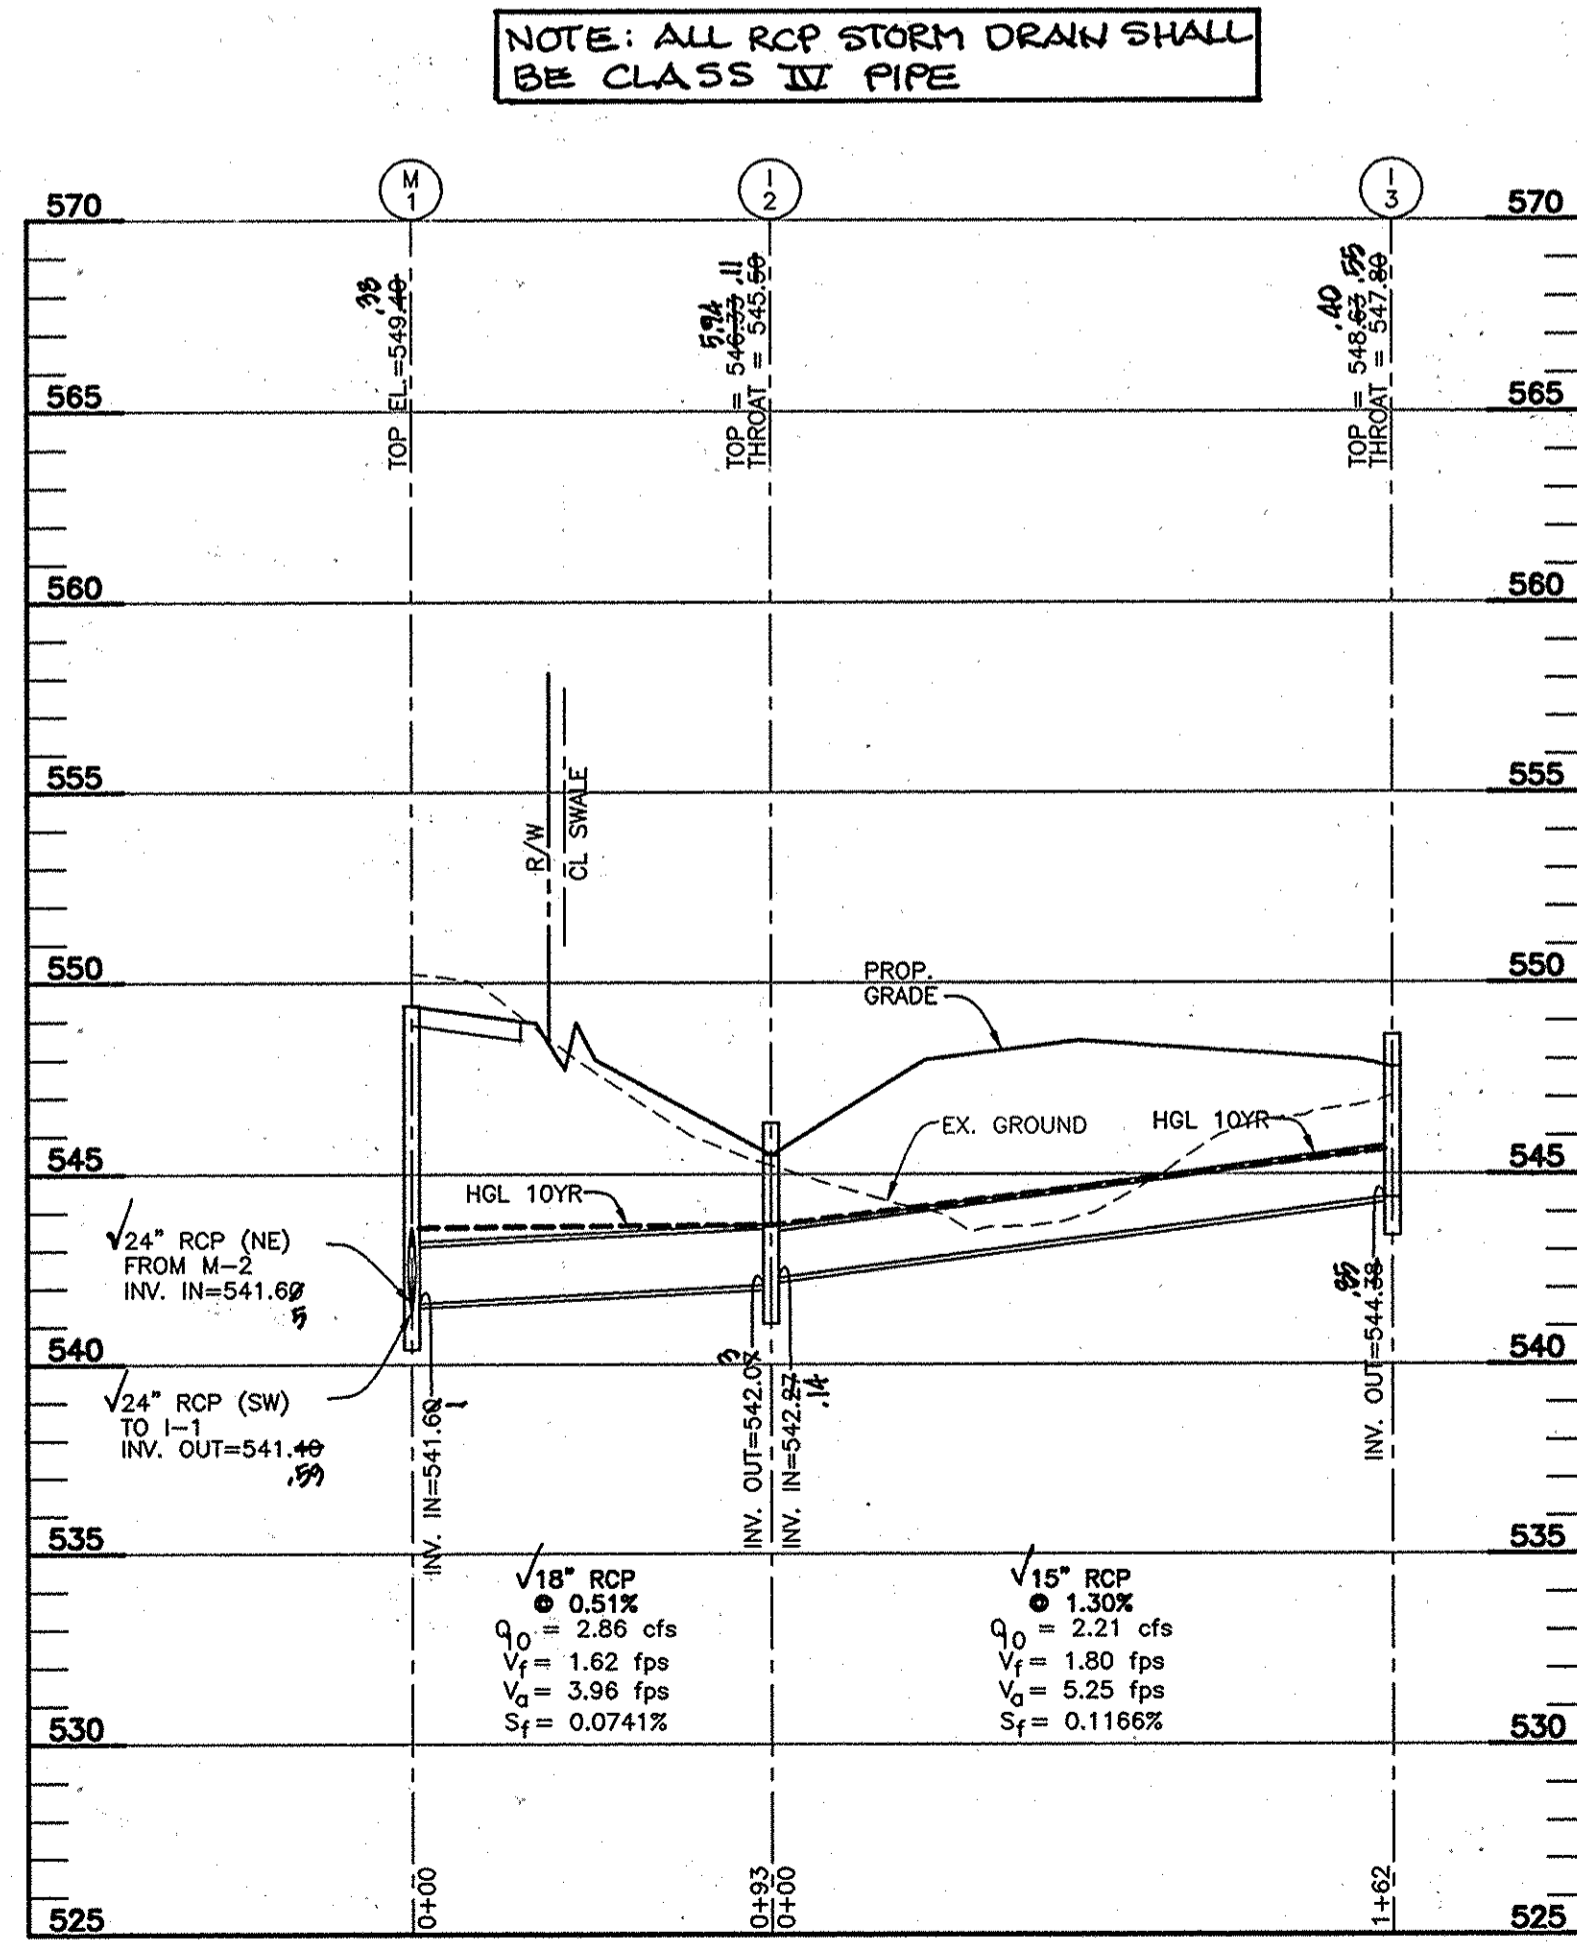 NOTE: ALL RCP STORM DRAIN SHALL
BE CLASS IV PIPE
M
1
I
2
I
3
570
570
.38
TOP EL.=549.40
5.94
TOP = 546.33
.11
THROAT = 545.50
.40
TOP = 548.63
.55
THROAT = 547.80
565
565
560
560
555
555
R/W
CL SWALE
550
550
PROP.
GRADE
EX. GROUND
HGL 10YR
545
545
HGL 10YR
√24" RCP (NE)
FROM M-2
INV. IN=541.60
5
540
540
√24" RCP (SW)
TO I-1
INV. OUT=541.40
.59
INV. IN=541.60
1
INV. OUT=542.07
3
INV. IN=542.27
.14
INV. OUT=544.38
.35
535
535
√18" RCP
@ 0.51%
Q10 = 2.86 cfs
Vf = 1.62 fps
Va = 3.96 fps
Sf = 0.0741%
√15" RCP
@ 1.30%
Q10 = 2.21 cfs
Vf = 1.80 fps
Va = 5.25 fps
Sf = 0.1166%
530
530
0+00
0+93
0+00
1+62
525
525